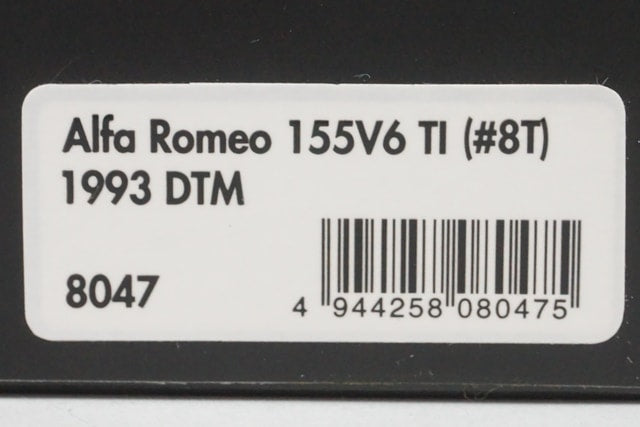 Alfa Romeo 155V6 TI (#8T)
1993 DTM
8047
4 944258 080475